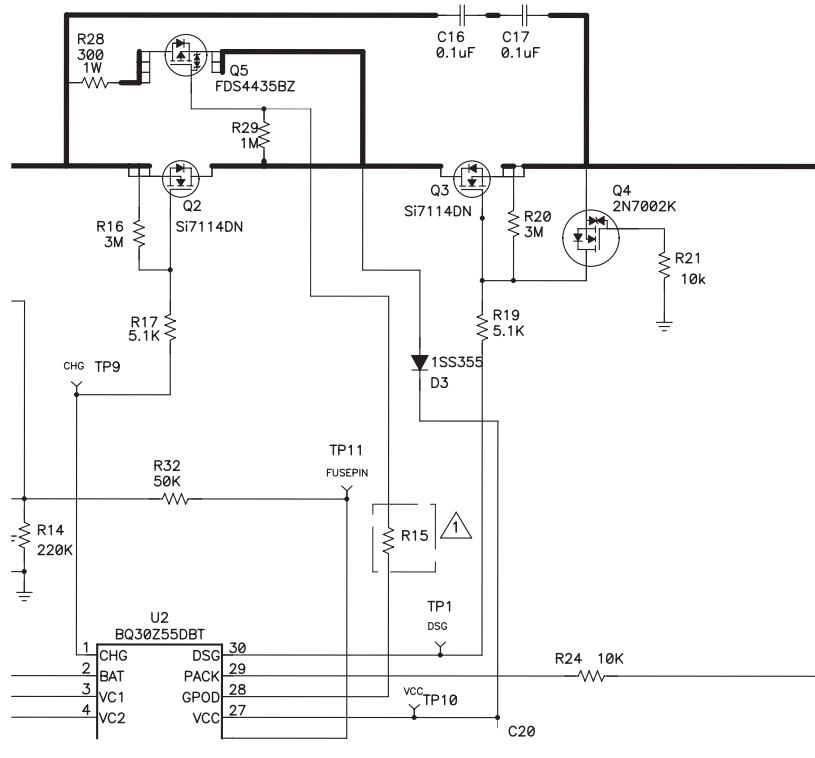 C16
0.1uF
C17
0.1uF
R28
300
1W
Q5
FDS4435BZ
R29
1M
Q2
Si7114DN
Q3
Si7114DN
Q4
2N7002K
R16
3M
R20
3M
R21
10k
R17
5.1K
R19
5.1K
CHG TP9
1SS355
D3
TP11
FUSEPIN
R32
50K
R14
220K
R15
1
U2
BQ30Z55DBT
TP1
DSG
1 CHG
DSG 30
2 BAT
PACK 29
3 VC1
GPOD 28
4 VC2
VCC 27
R24 10K
VCC TP10
C20